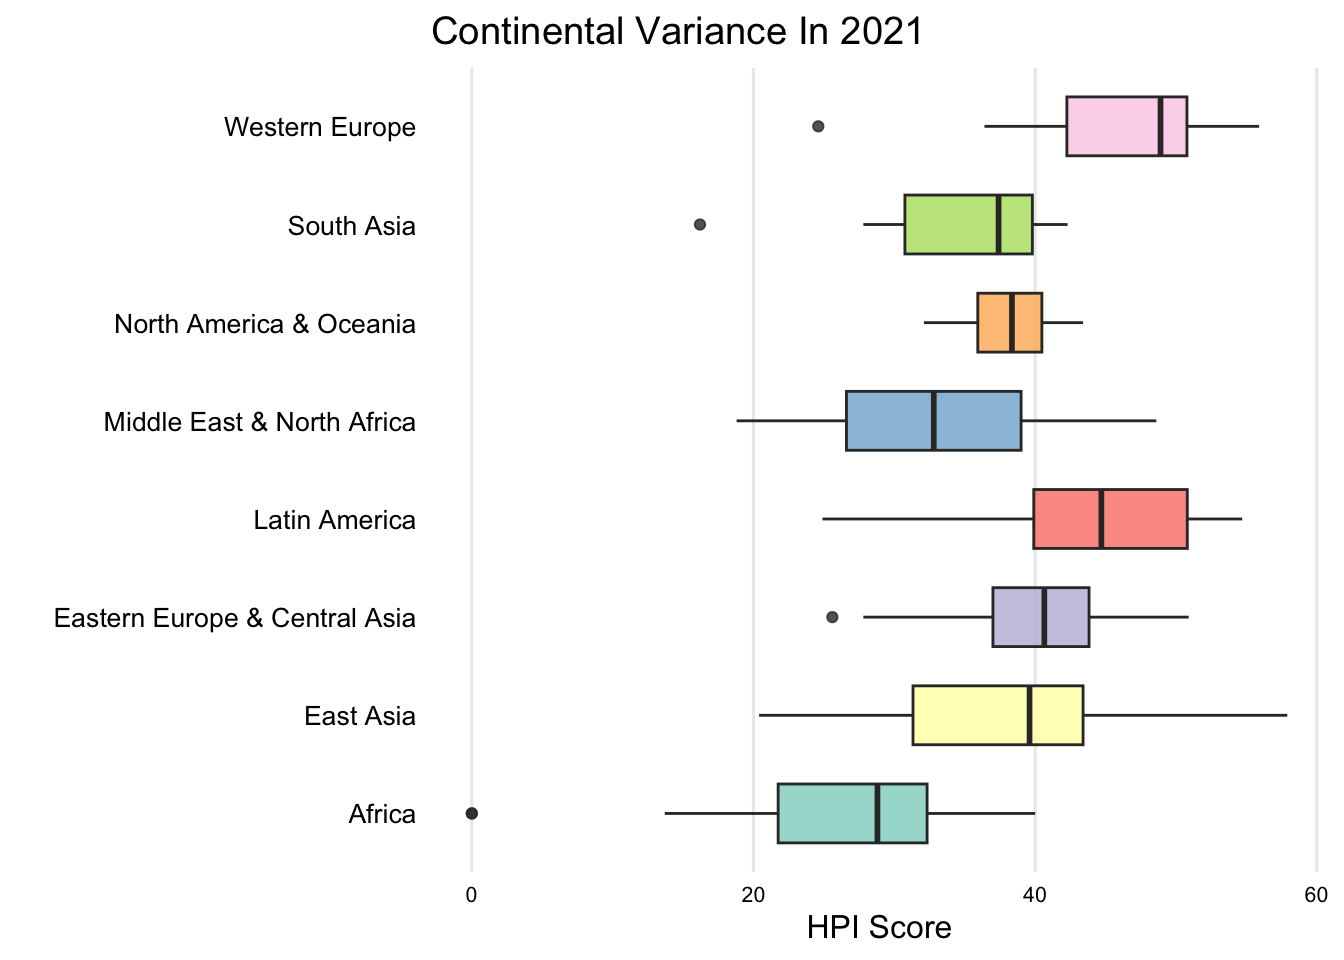 Continental Variance In 2021
Western Europe
South Asia
North America & Oceania
Middle East & North Africa
Latin America
Eastern Europe & Central Asia
East Asia
Africa
0 20 40 60
HPI Score